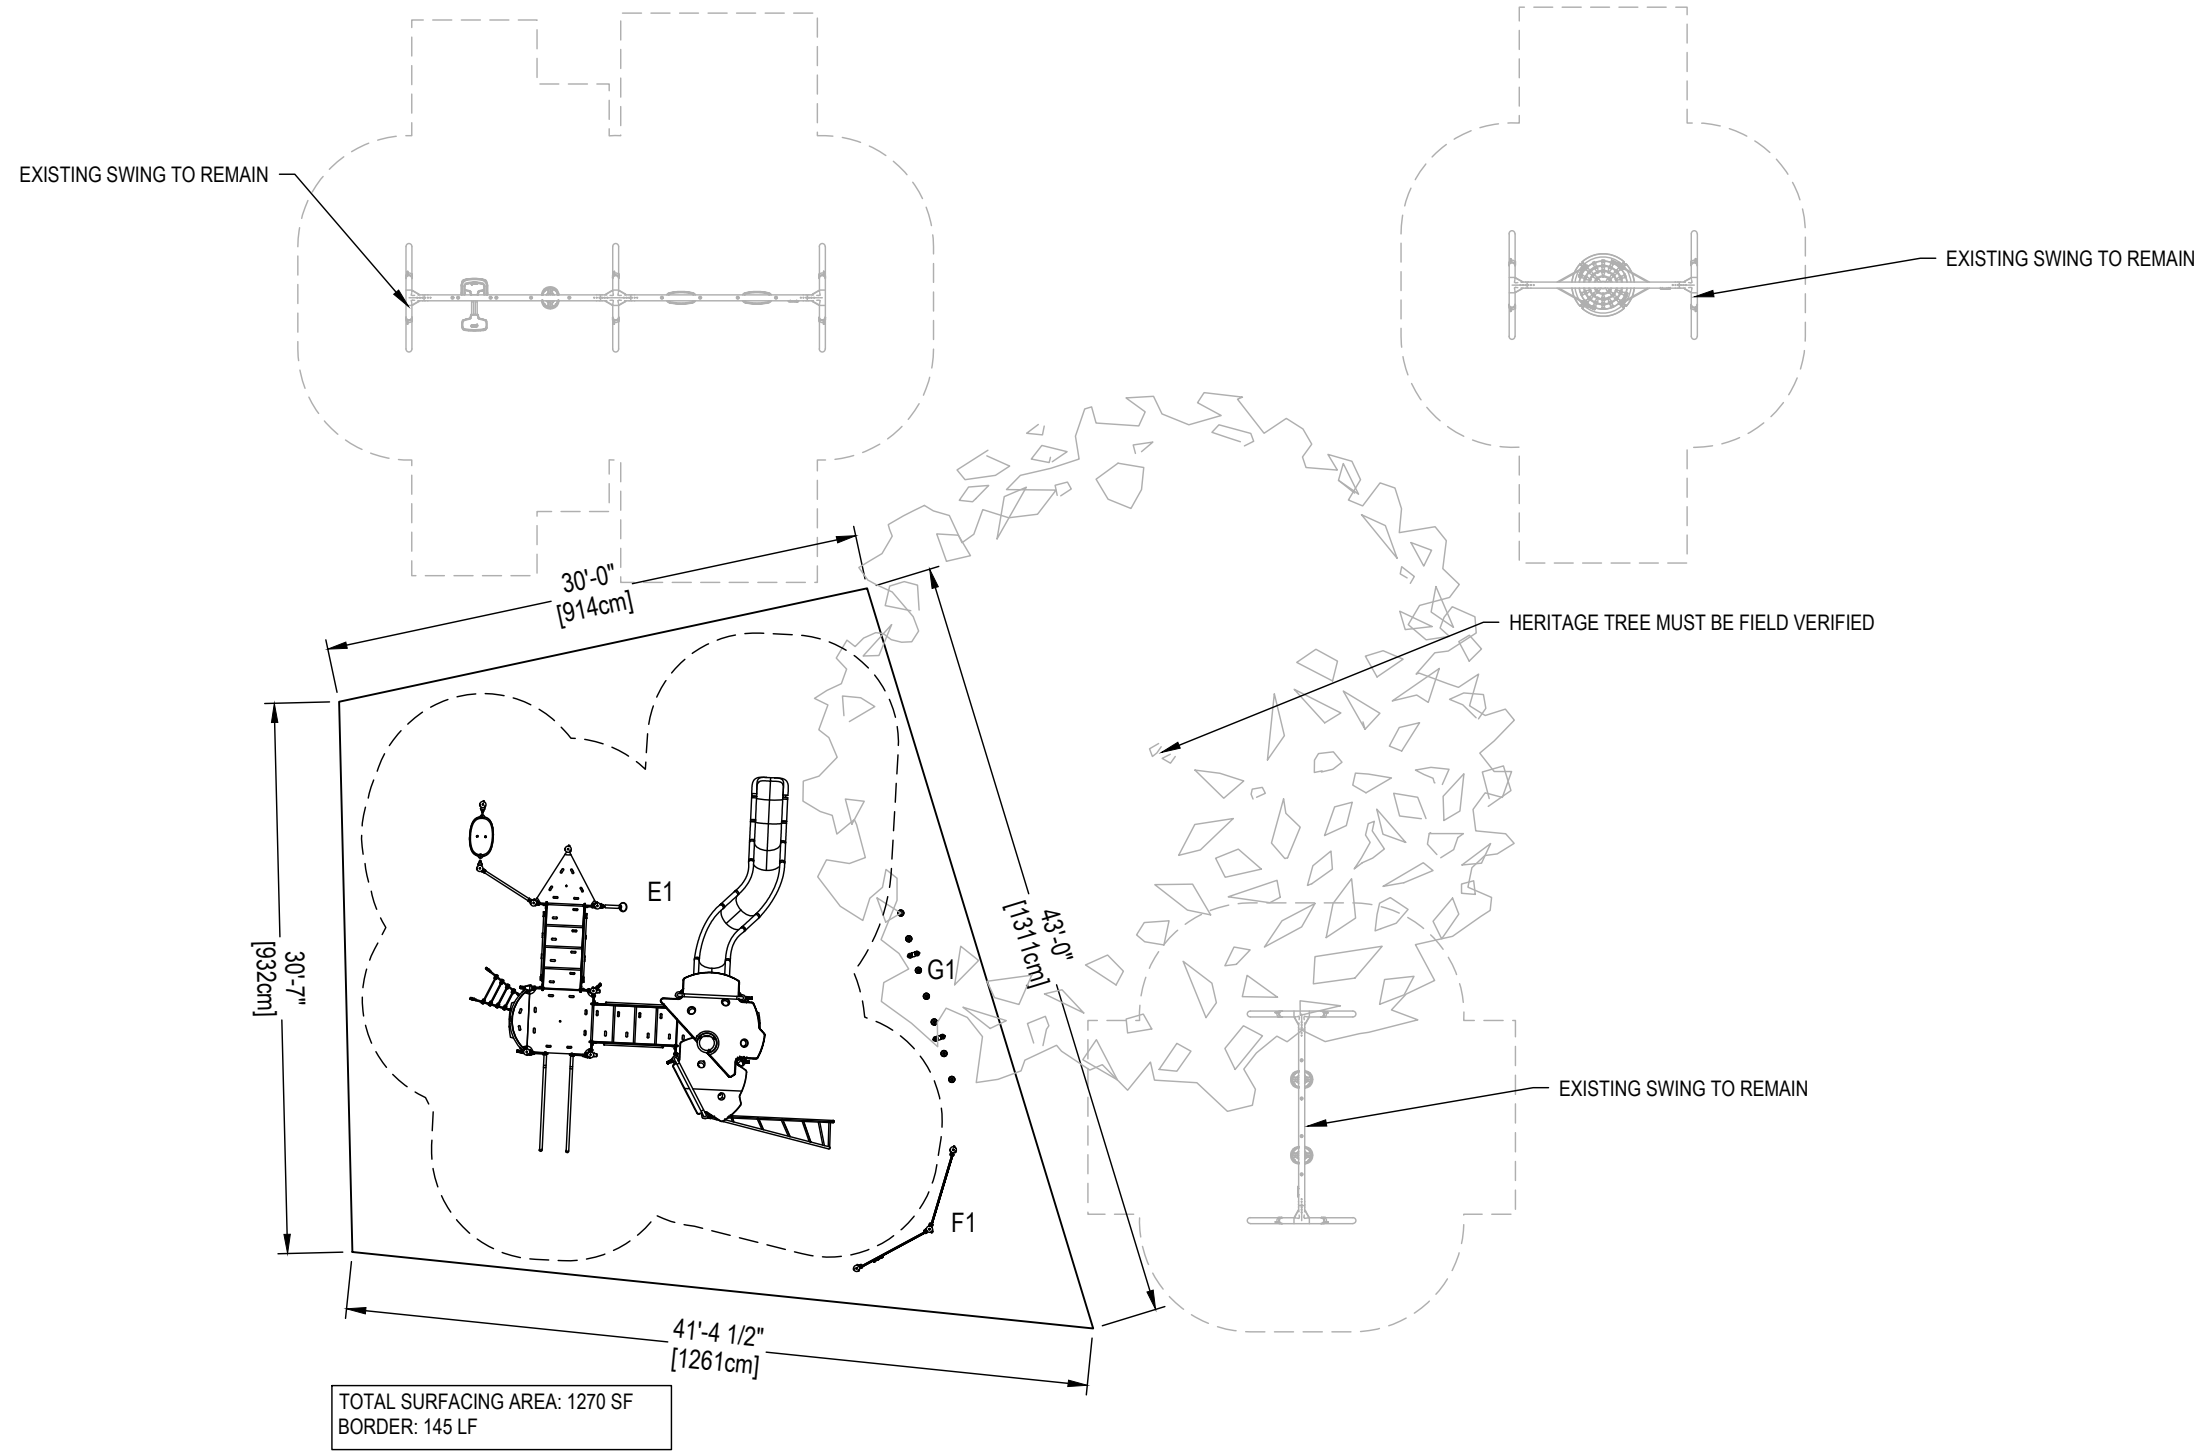 EXISTING SWING TO REMAIN
EXISTING SWING TO REMAIN
30'-0"
[914cm]
HERITAGE TREE MUST BE FIELD VERIFIED
E1
30'-7"
[932cm]
43'-0"
[1311cm]
G1
EXISTING SWING TO REMAIN
F1
41'-4 1/2"
[1261cm]
TOTAL SURFACING AREA: 1270 SF
BORDER: 145 LF